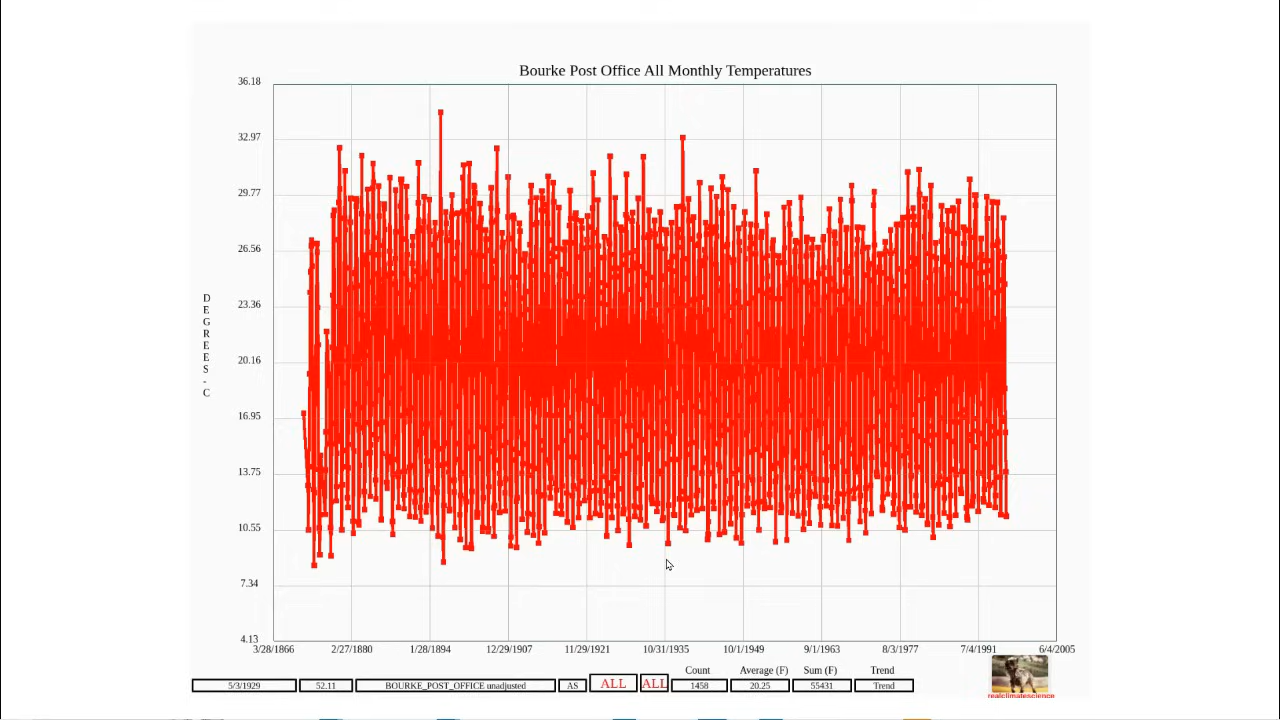 Bourke Post Office All Monthly Temperatures
36.18
32.97
29.77
26.56
23.36
20.16
16.95
13.75
10.55
7.34
4.13
DEGREES-C
3/28/1866 2/27/1880 1/28/1894 12/29/1907 11/29/1921 10/31/1935 10/1/1949 9/1/1963 8/3/1977 7/4/1991 6/4/2005
Count Average (F) Sum (F) Trend
5/3/1929 52.11 BOURKE_POST_OFFICE unadjusted AS ALL ALL 1458 20.25 55431 Trend
realclimatescience